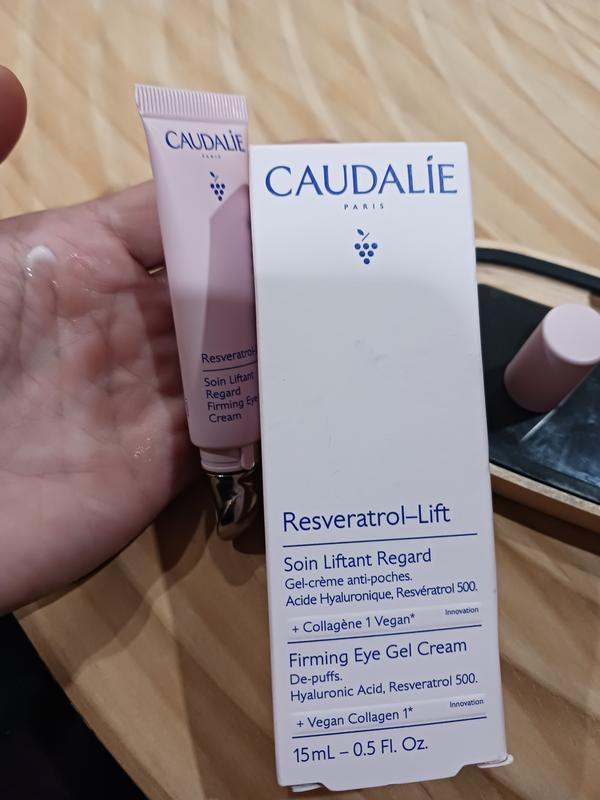 CAUDALÍE
PARIS
Resveratrol-
Soin Liftant
Regard
Firming Eye
Cream
CAUDALÍE
PARIS
Resveratrol–Lift
Soin Liftant Regard
Gel-crème anti-poches.
Acide Hyaluronique, Resvératrol 500.
Innovation
+ Collagène 1 Vegan*
Firming Eye Gel Cream
De-puffs.
Hyaluronic Acid, Resveratrol 500.
Innovation
+ Vegan Collagen 1*
15mL – 0.5 Fl. Oz.